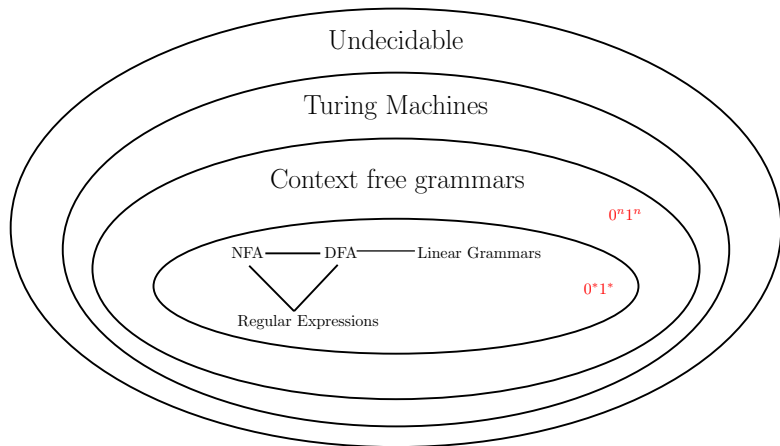 Undecidable
Turing Machines
Context free grammars
0ⁿ1ⁿ
NFA DFA Linear Grammars
0*1*
Regular Expressions